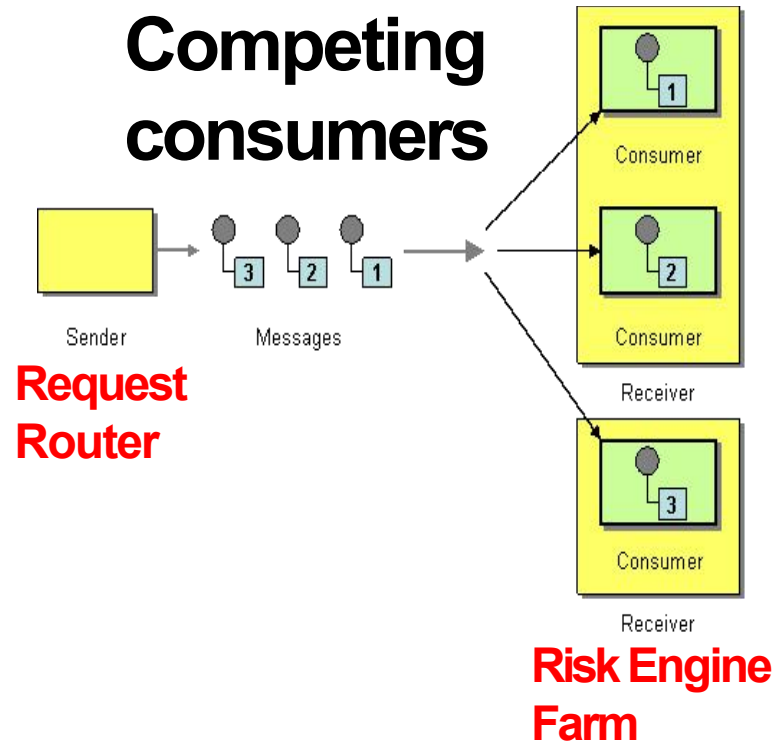 Competing
consumers
1
Consumer
3 2 1
2
Sender
Messages
Consumer
Request
Router
Receiver
3
Consumer
Receiver
Risk Engine
Farm